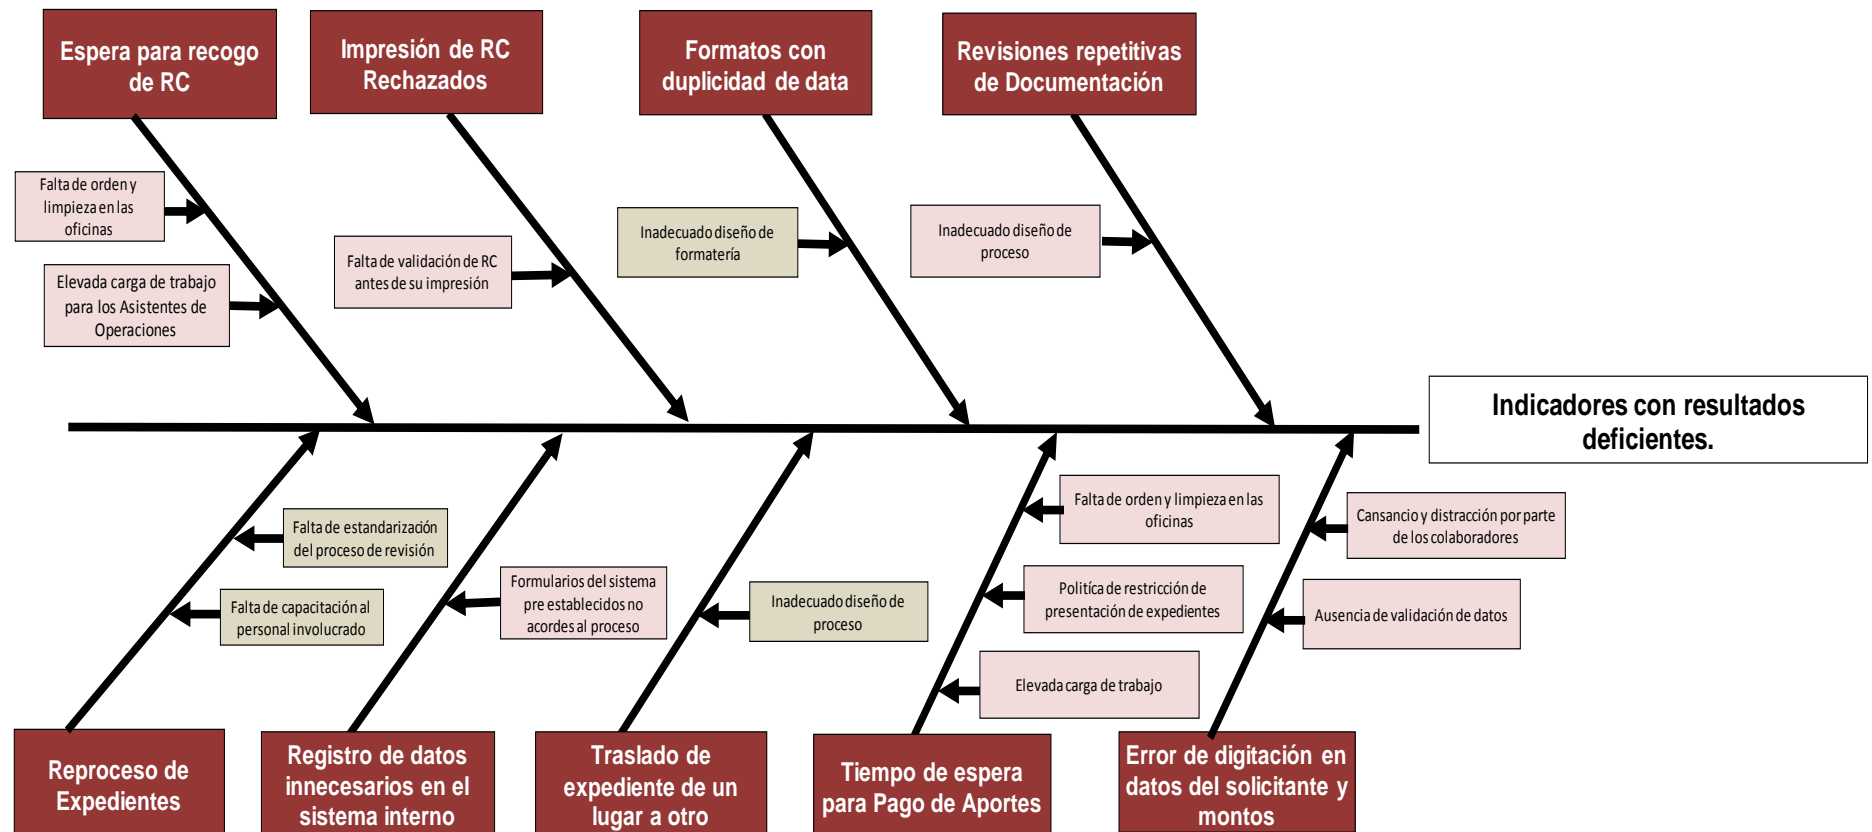 Espera para recogo
de RC
Impresión de RC
Rechazados
Formatos con
duplicidad de data
Revisiones repetitivas
de Documentación
Falta de orden y
limpieza en las
oficinas
Elevada carga de trabajo
para los Asistentes de
Operaciones
Falta de validación de RC
antes de su impresión
Inadecuado diseño de
formatería
Inadecuado diseño de
proceso
Indicadores con resultados
deficientes.
Falta de estandarización
del proceso de revisión
Falta de capacitación al
personal involucrado
Formularios del sistema
pre establecidos no
acordes al proceso
Inadecuado diseño de
proceso
Falta de orden y limpieza en las
oficinas
Politíca de restricción de
presentación de expedientes
Elevada carga de trabajo
Cansancio y distracción por parte
de los colaboradores
Ausencia de validación de datos
Reproceso de
Expedientes
Registro de datos
innecesarios en el
sistema interno
Traslado de
expediente de un
lugar a otro
Tiempo de espera
para Pago de Aportes
Error de digitación en
datos del solicitante y
montos